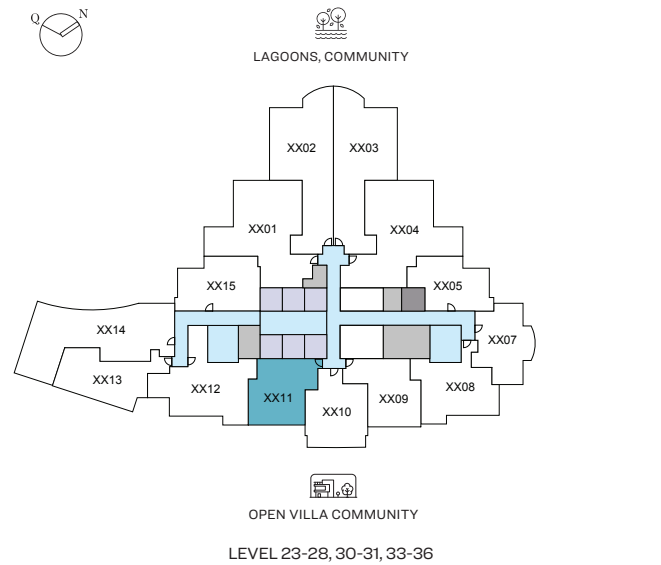 Q N
LAGOONS, COMMUNITY
XX02 XX03
XX01 XX04
XX15 XX05
XX14 XX07
XX13 XX12 XX11 XX10 XX09 XX08
OPEN VILLA COMMUNITY
LEVEL 23-28, 30-31, 33-36